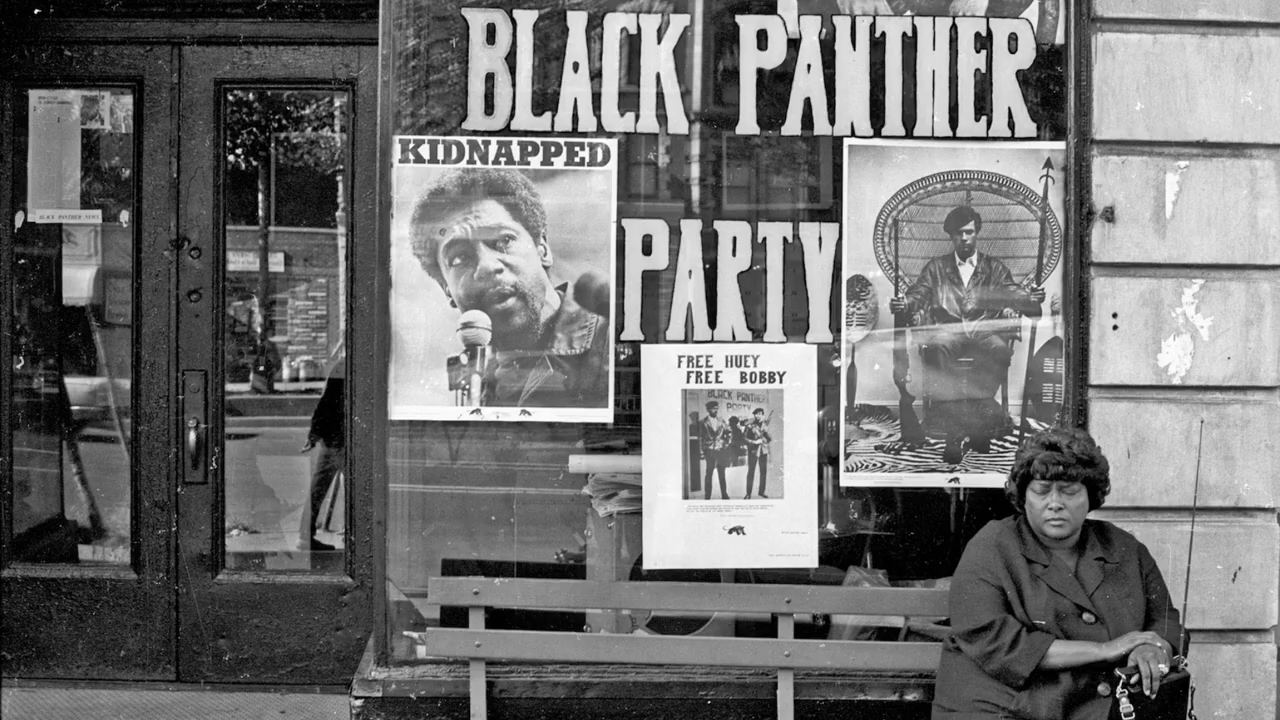 BLACK PANTHER
PARTY
KIDNAPPED
FREE HUEY
FREE BOBBY
BLACK PANTHER
PARTY
BLACK PANTHER NEWS